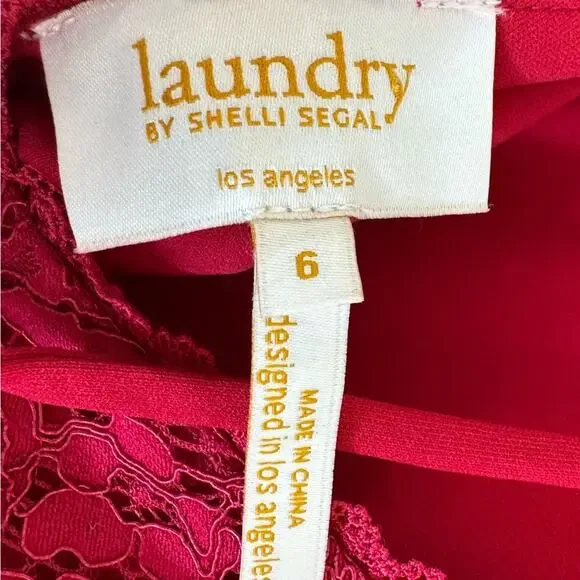 laundry
BY SHELLI SEGAL
los angeles
6
MADE IN CHINA
designed in los angeles